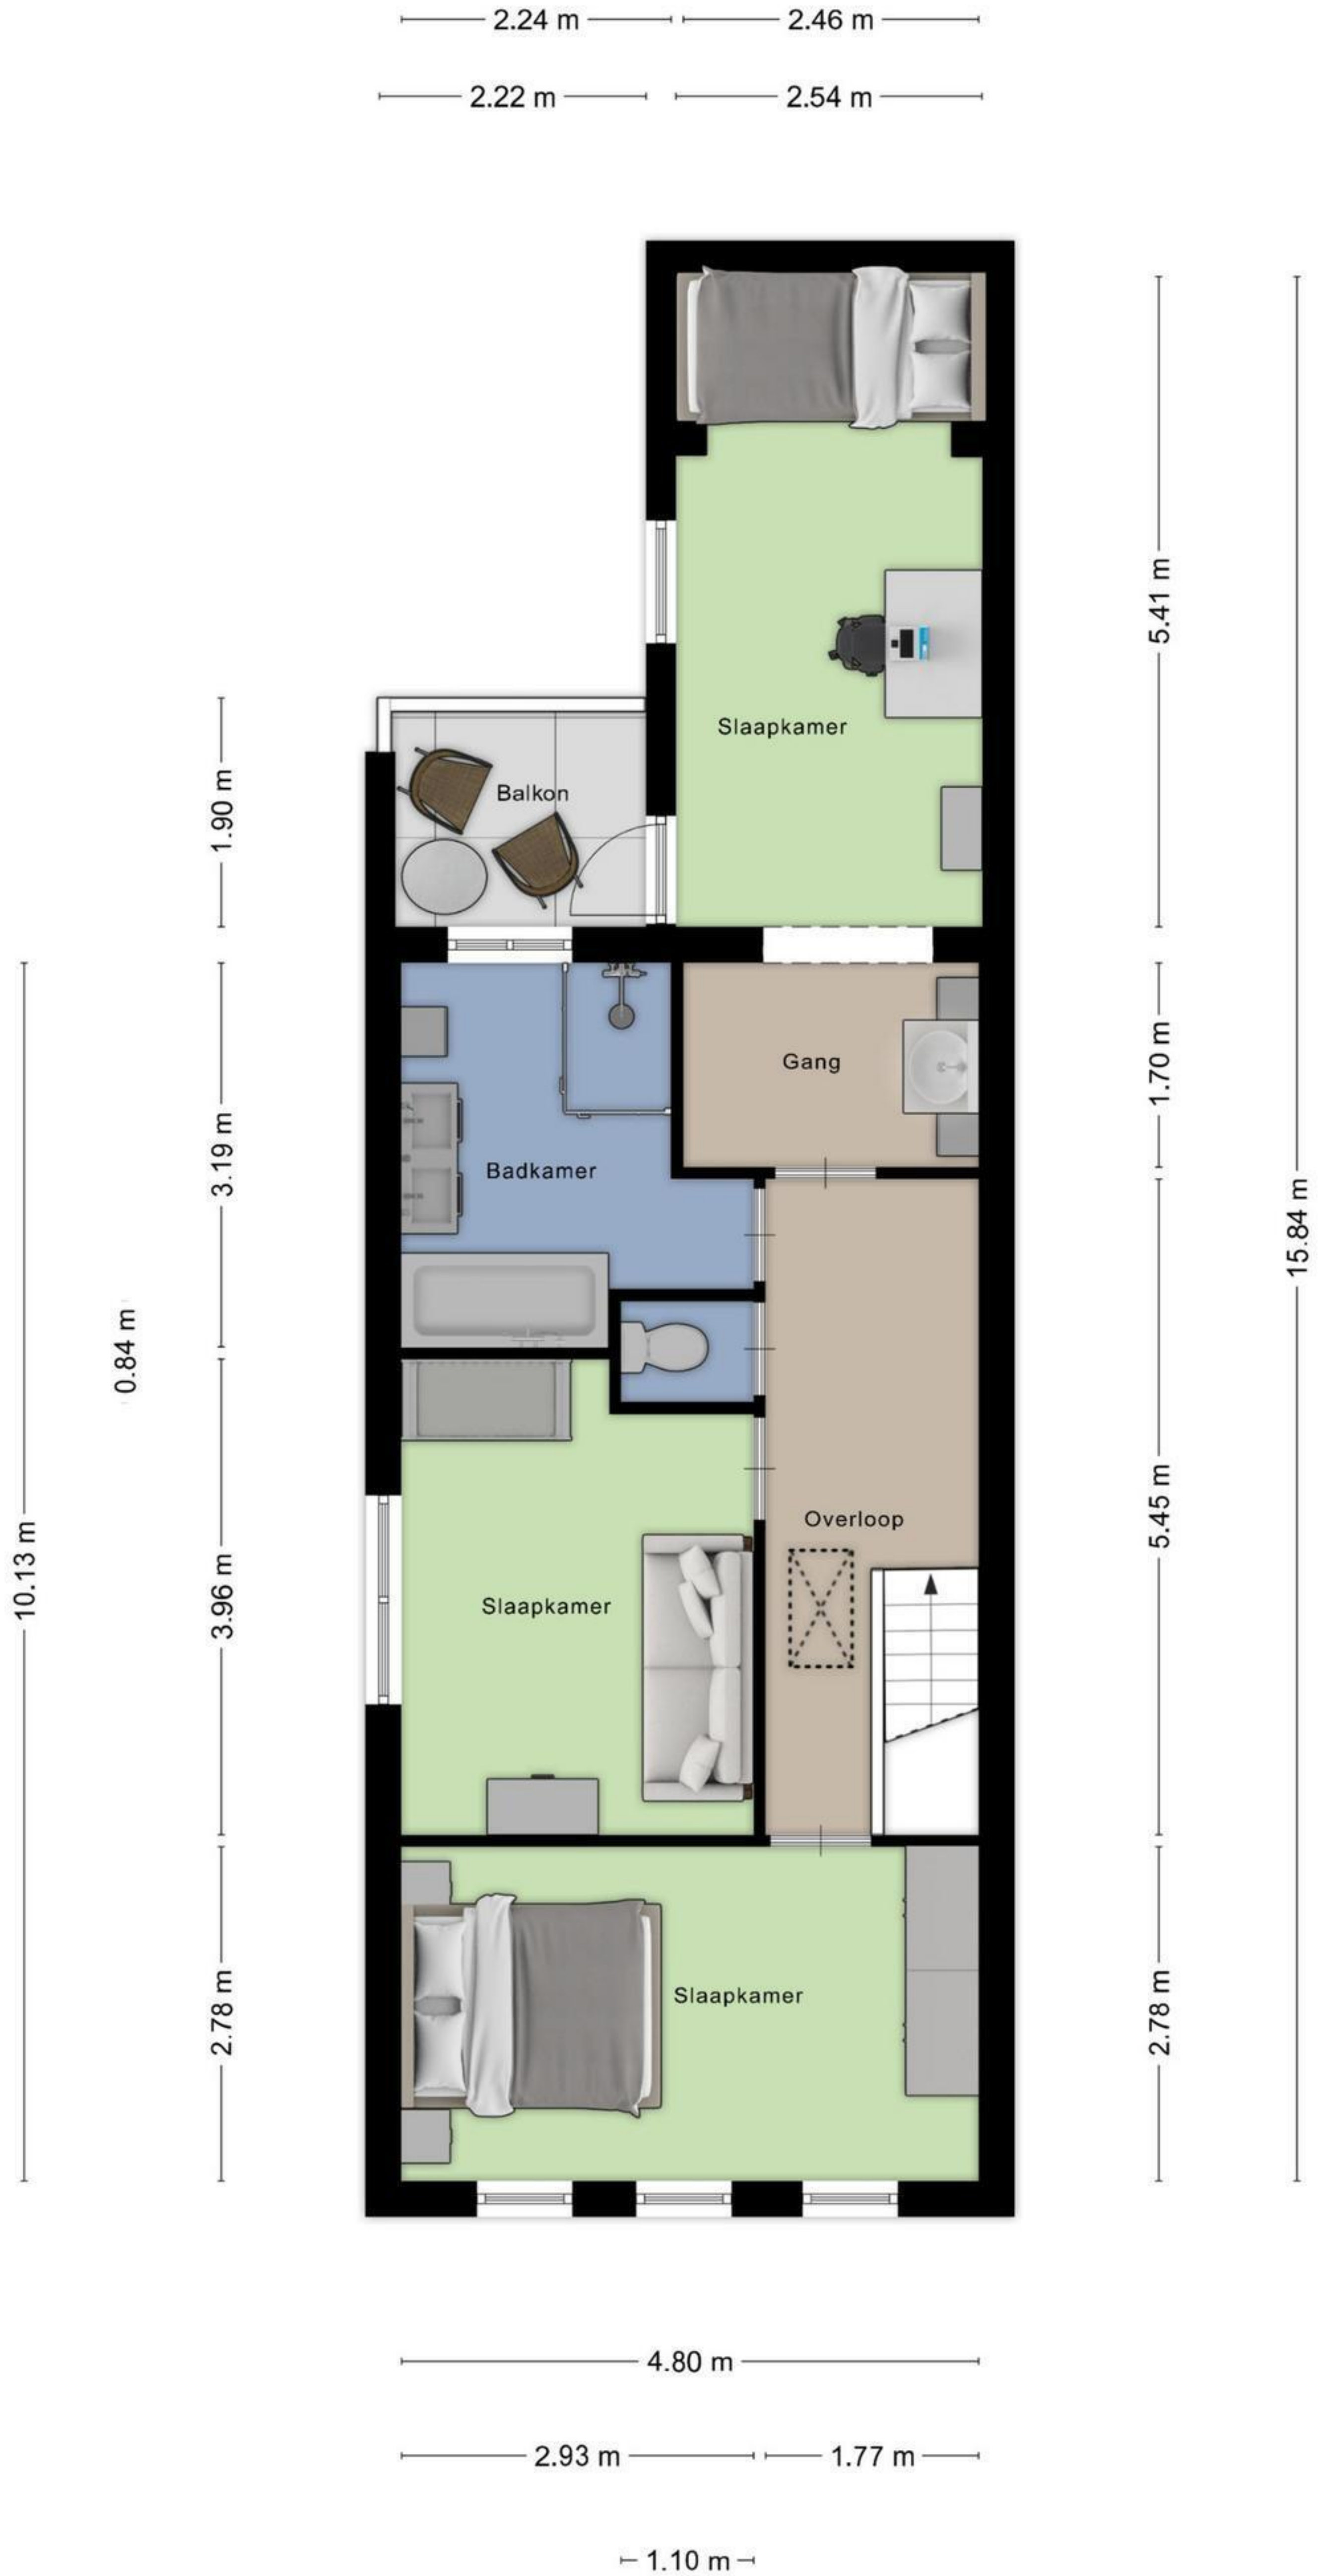 2.24 m
2.46 m
2.22 m
2.54 m
5.41 m
Slaapkamer
1.90 m
Balkon
Gang
1.70 m
3.19 m
Badkamer
15.84 m
0.84 m
5.45 m
Overloop
10.13 m
3.96 m
Slaapkamer
Slaapkamer
2.78 m
2.78 m
4.80 m
2.93 m
1.77 m
1.10 m